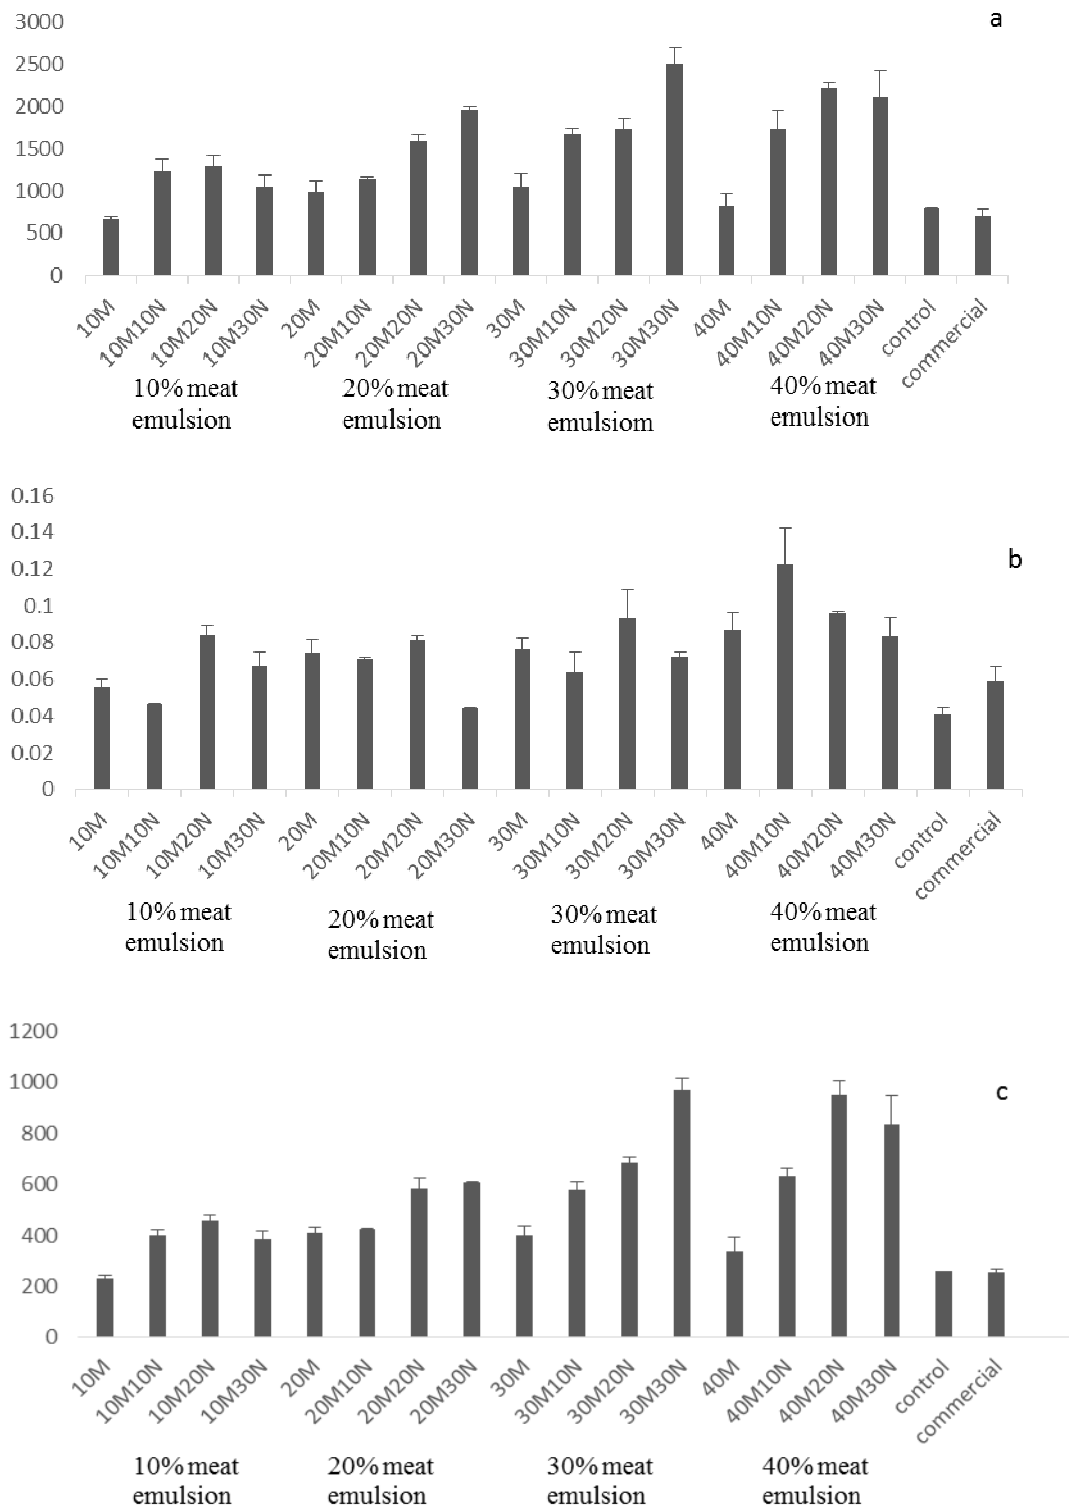 a
3000
2500
2000
1500
1000
500
0
10M 10M10N 10M20N 10M30N 20M 20M10N 20M20N 20M30N 30M 30M10N 30M20N 30M30N 40M 40M10N 40M20N 40M30N control commercial
10% meat 20% meat 30% meat 40% meat
emulsion emulsion emulsiom emulsion
b
0.16
0.14
0.12
0.1
0.08
0.06
0.04
0.02
0
10M 10M10N 10M20N 10M30N 20M 20M10N 20M20N 20M30N 30M 30M10N 30M20N 30M30N 40M 40M10N 40M20N 40M30N control commercial
10% meat 20% meat 30% meat 40% meat
emulsion emulsion emulsion emulsion
c
1200
1000
800
600
400
200
0
10M 10M10N 10M20N 10M30N 20M 20M10N 20M20N 20M30N 30M 30M10N 30M20N 30M30N 40M 40M10N 40M20N 40M30N control commercial
10% meat 20% meat 30% meat 40% meat
emulsion emulsion emulsion emulsion